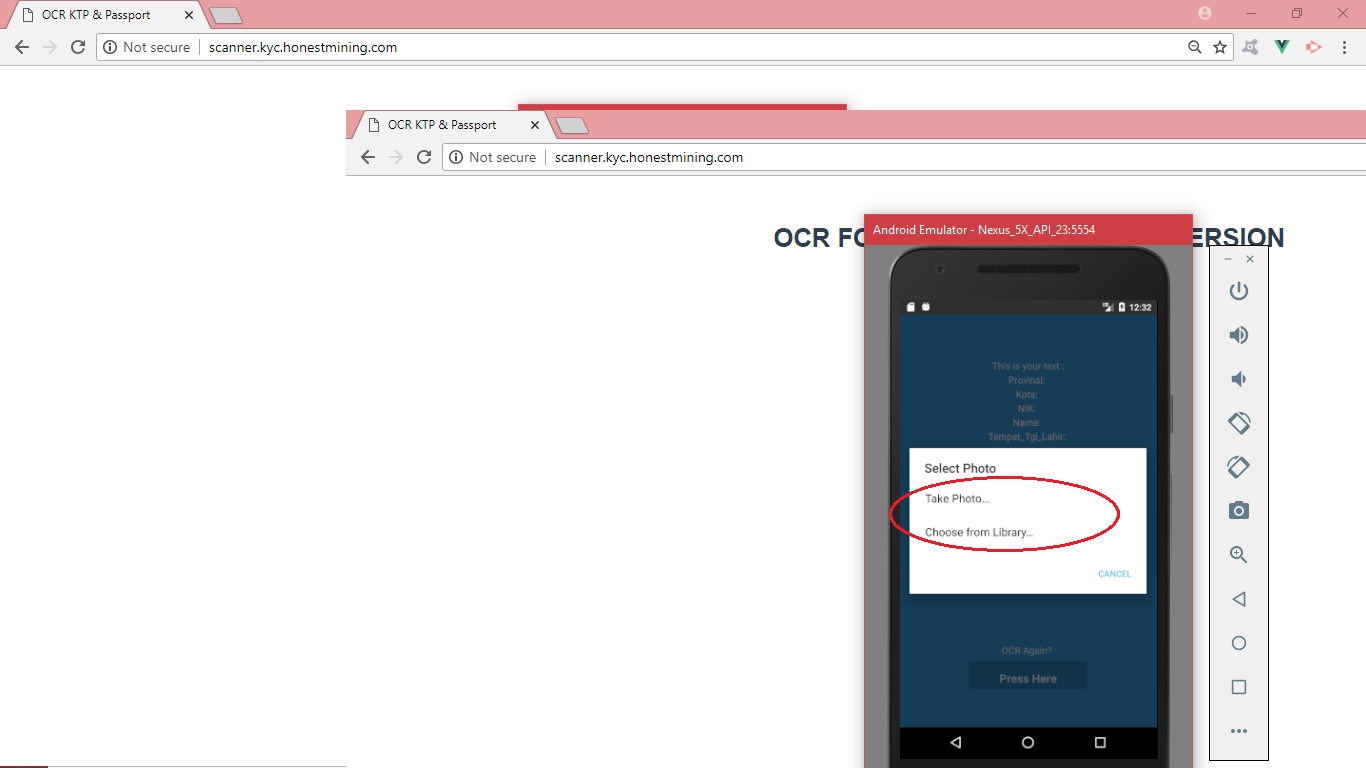 OCR KTP & Passport
Not secure
scanner.kyc.honestmining.com
OCR KTP & Passport
Not secure
scanner.kyc.honestmining.com
OCR FO
ERSION
Android Emulator - Nexus_5X_API_23:5554
12:32
This is your text :
Provinsi:
Kota:
NIK:
Nama:
Tempat_Tgl_Lahir:
Select Photo
Take Photo...
Choose from Library...
CANCEL
OCR Again?
Press Here